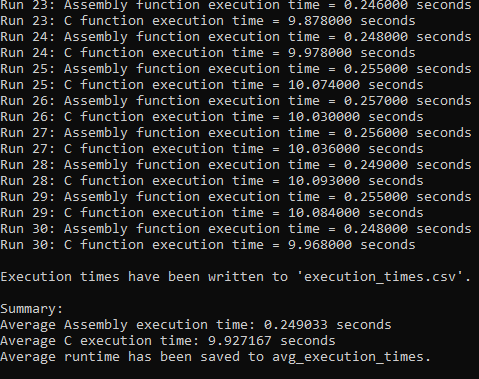 Run 23: Assembly function execution time = 0.246000 seconds
Run 23: C function execution time = 9.878000 seconds
Run 24: Assembly function execution time = 0.248000 seconds
Run 24: C function execution time = 9.978000 seconds
Run 25: Assembly function execution time = 0.255000 seconds
Run 25: C function execution time = 10.074000 seconds
Run 26: Assembly function execution time = 0.257000 seconds
Run 26: C function execution time = 10.030000 seconds
Run 27: Assembly function execution time = 0.256000 seconds
Run 27: C function execution time = 10.036000 seconds
Run 28: Assembly function execution time = 0.249000 seconds
Run 28: C function execution time = 10.093000 seconds
Run 29: Assembly function execution time = 0.255000 seconds
Run 29: C function execution time = 10.084000 seconds
Run 30: Assembly function execution time = 0.248000 seconds
Run 30: C function execution time = 9.968000 seconds
Execution times have been written to 'execution_times.csv'.
Summary:
Average Assembly execution time: 0.249033 seconds
Average C execution time: 9.927167 seconds
Average runtime has been saved to avg_execution_times.